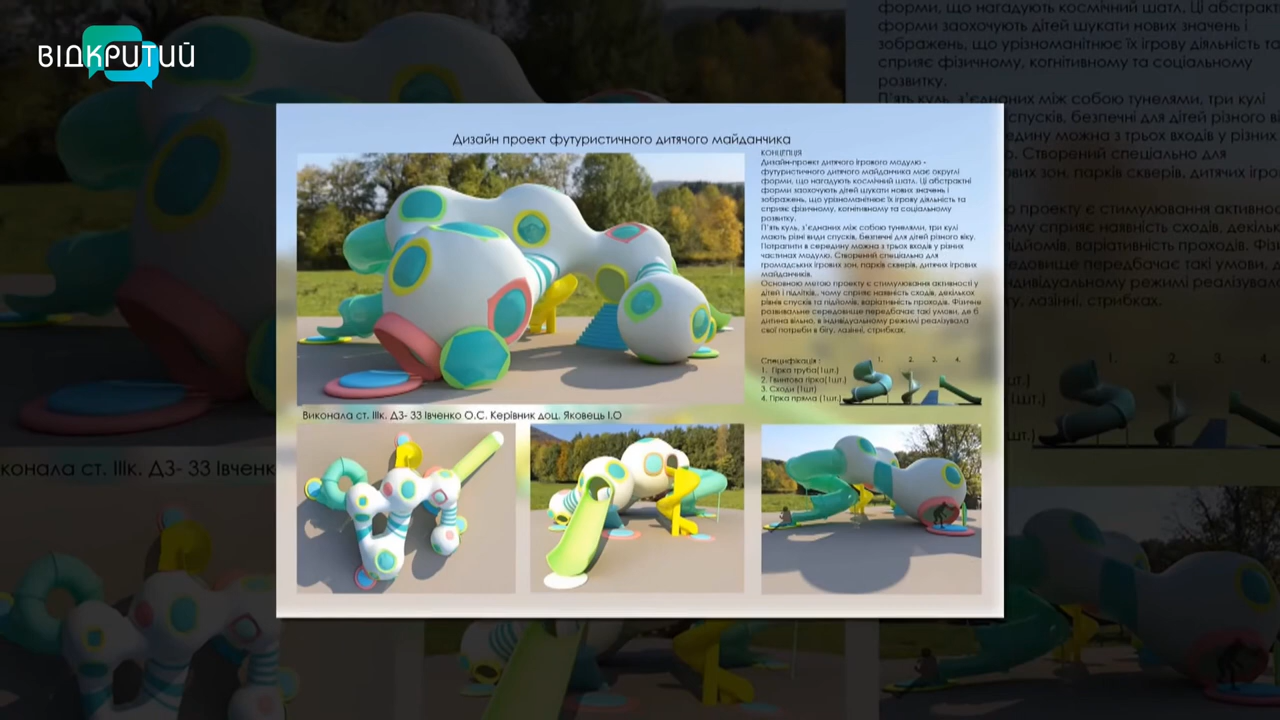 ВІДКРИТИЙ
Дизайн проект футуристичного дитячого майданчика
КОНЦЕПЦІЯ
Дизайн-проект дитячого ігрового модулю -
футуристичного дитячого майданчика має округлі
форми, що нагадують космічний шатл. Ці абстрактні
форми заохочують дітей шукати нових значень і
зображень, що урізноманітнює їх ігрову діяльність та
сприяє фізичному, когнітивному та соціальному
розвитку.
П'ять куль, з'єднаних між собою тунелями, три кулі
мають різні види спусків, безпечні для дітей різного віку.
Потрапити в середину можна з трьох входів у різних
частинах модулю. Створений спеціально для
громадських ігрових зон, парків скверів, дитячих ігрових
майданчиків.
Основною метою проекту є стимулювання активності у
дітей і підлітків, чому сприяє наявність сходів, декількох
рівнів спусків та підйомів, варіативність проходів. Фізичне
розвивальне середовище передбачає такі умови, де б
дитина вільно, в індивідуальному режимі реалізувала
свої потреби в бігу, лазінні, стрибках.
Специфікація :
1. Гірка труба(1шт.)
2. Гвинтова гірка(1шт.)
3. Сходи (1шт)
4. Гірка пряма (1шт.)
1. 2. 3. 4.
Виконала ст. ІІІк. ДЗ- 33 Івченко О.С. Керівник доц. Яковець І.О